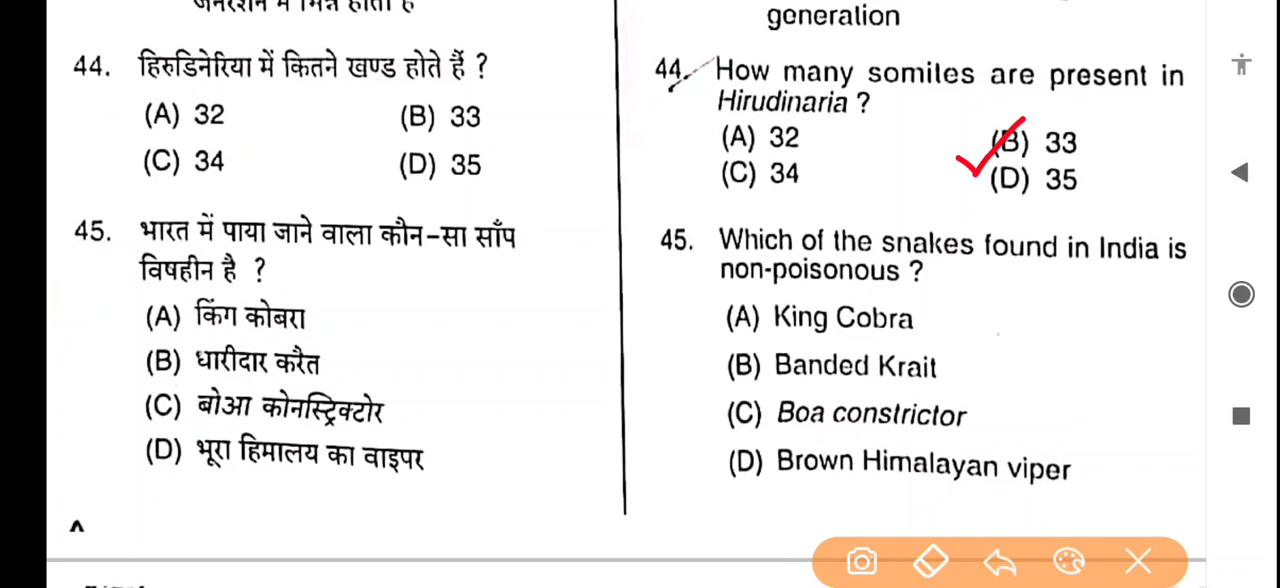 generation
44. हिरुडिनेरिया में कितने खण्ड होते हैं ?
(A) 32 (B) 33
(C) 34 (D) 35
45. भारत में पाया जाने वाला कौन-सा साँप
विषहीन है ?
(A) किंग कोबरा
(B) धारीदार करैत
(C) बोआ कोनस्ट्रिक्टोर
(D) भूरा हिमालय का वाइपर
44. How many somiles are present in
Hirudinaria ?
(A) 32 (B) 33
(C) 34 (D) 35
45. Which of the snakes found in India is
non-poisonous ?
(A) King Cobra
(B) Banded Krait
(C) Boa constrictor
(D) Brown Himalayan viper